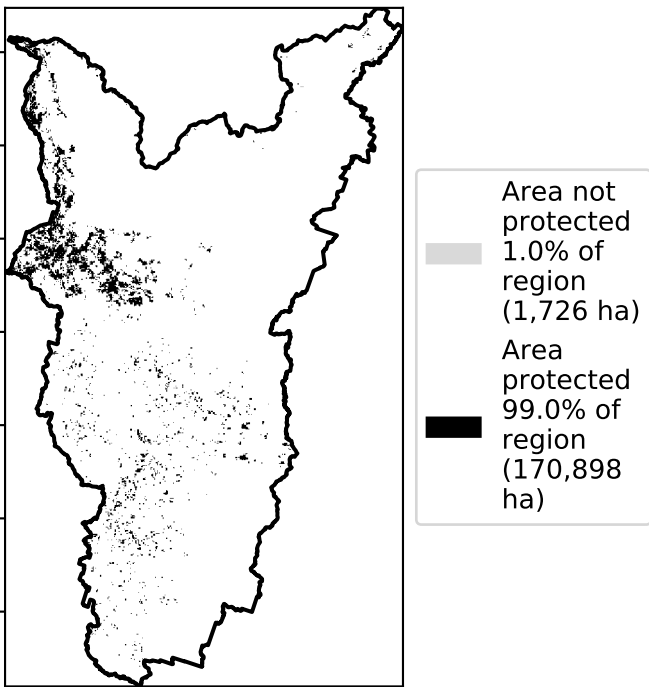 Area not
protected
1.0% of
region
(1,726 ha)
Area
protected
99.0% of
region
(170,898
ha)